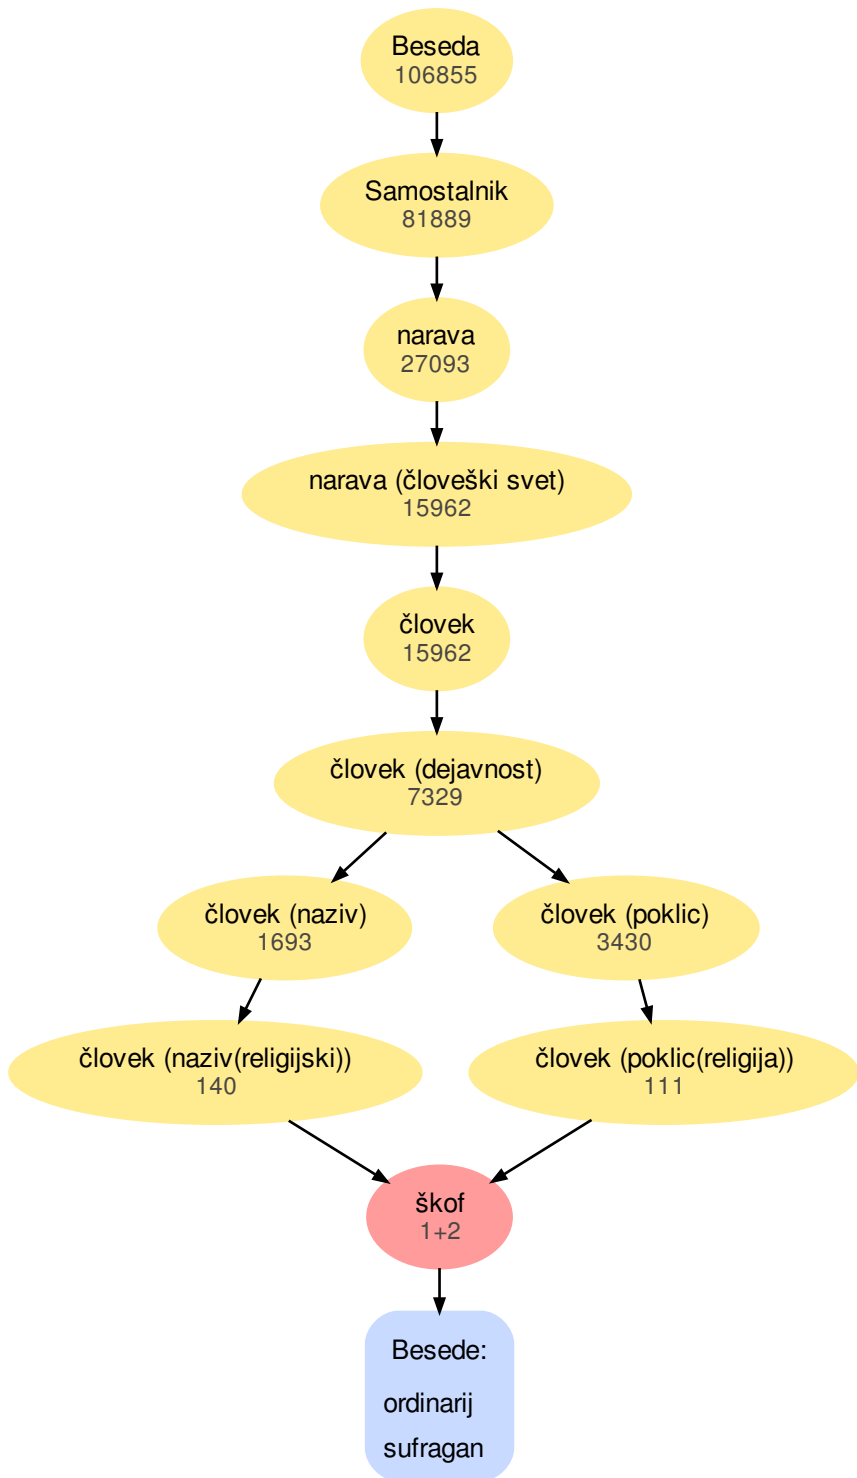 Beseda
106855
Samostalnik
81889
narava
27093
narava (človeški svet)
15962
človek
15962
človek (dejavnost)
7329
človek (naziv)
1693
človek (poklic)
3430
človek (naziv(religijski))
140
človek (poklic(religija))
111
škof
1+2
Besede:
ordinarij
sufragan